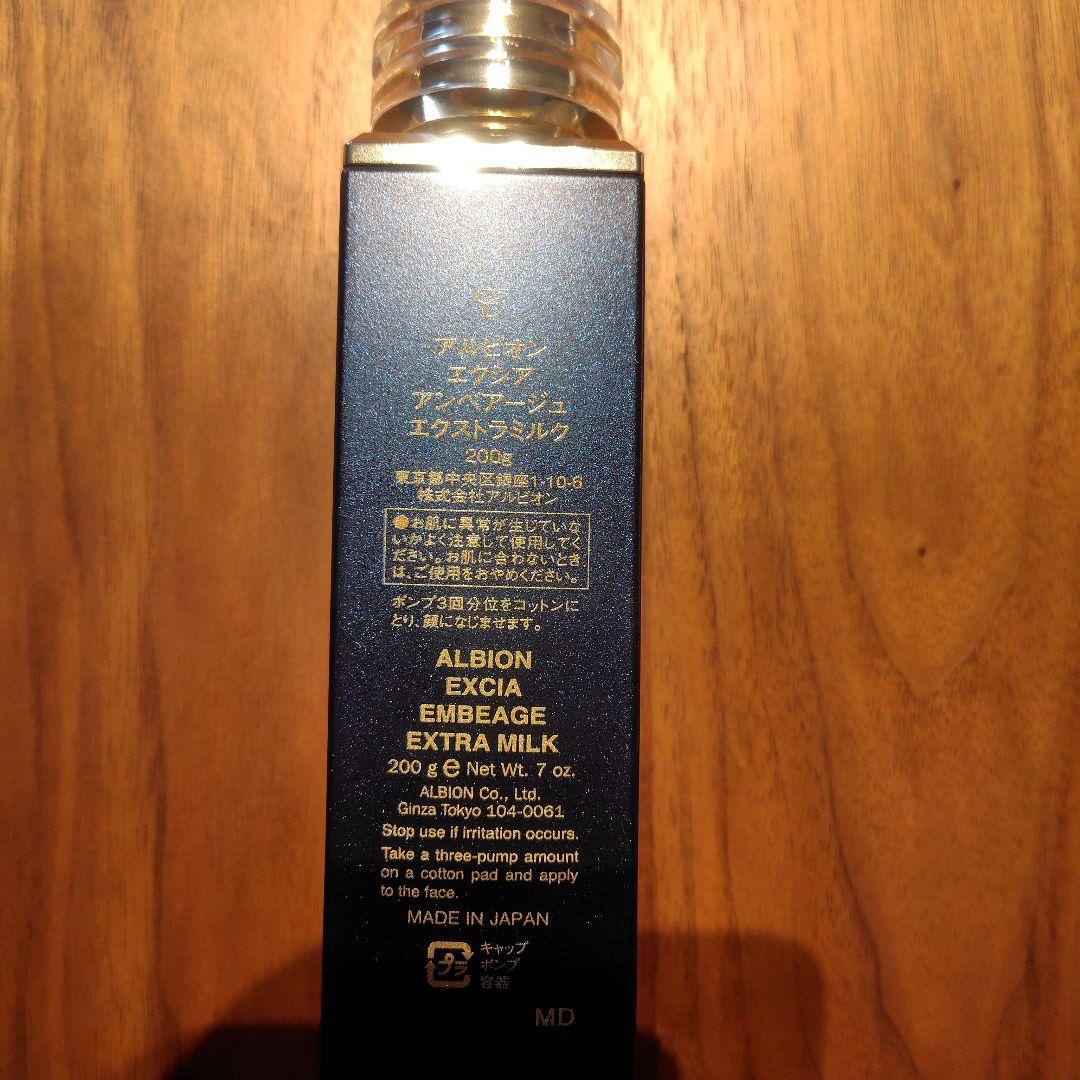 アルビオン
エクシア
アンベアージュ
エクストラミルク
200g
東京都中央区銀座1-10-6
株式会社アルビオン
●お肌に異常が生じていな
いかよく注意して使用してく
ださい。お肌に合わないとき
は、ご使用をおやめください。
ポンプ3回分位をコットンに
とり、顔になじませます。
ALBION
EXCIA
EMBEAGE
EXTRA MILK
200 g e Net Wt. 7 oz.
ALBION Co., Ltd.
Ginza Tokyo 104-0061
Stop use if irritation occurs.
Take a three-pump amount
on a cotton pad and apply
to the face.
MADE IN JAPAN
プラ
キャップ
ポンプ
容器
MD